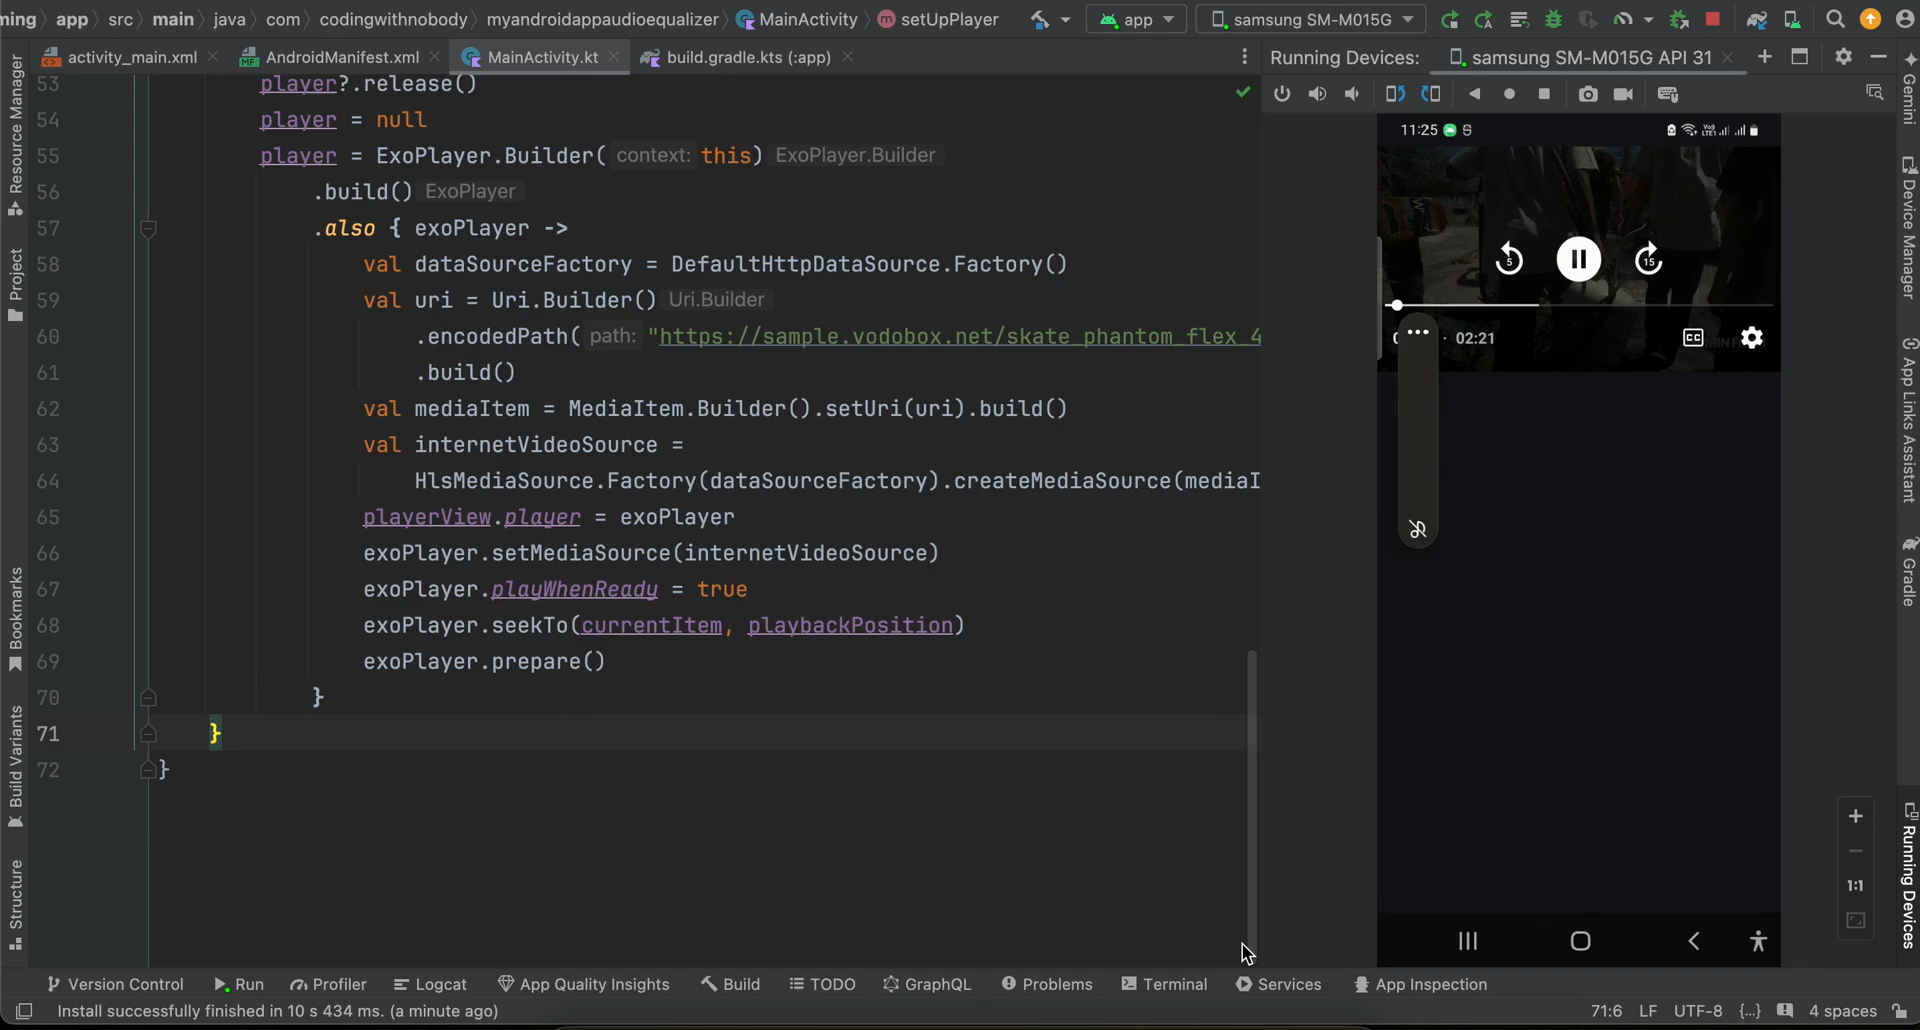 ming app src main java com codingwithnobody myandroidappaudioequalizer MainActivity setUpPlayer app samsung SM-M015G
activity_main.xml AndroidManifest.xml MainActivity.kt build.gradle.kts (:app) Running Devices: samsung SM-M015G API 31
53 player?.release()
54 player = null
55 player = ExoPlayer.Builder( context: this) ExoPlayer.Builder
56 .build() ExoPlayer
57 .also { exoPlayer ->
58 val dataSourceFactory = DefaultHttpDataSource.Factory()
59 val uri = Uri.Builder() Uri.Builder
60 .encodedPath( path: "https://sample.vodobox.net/skate_phantom_flex_4
61 .build()
62 val mediaItem = MediaItem.Builder().setUri(uri).build()
63 val internetVideoSource =
64 HlsMediaSource.Factory(dataSourceFactory).createMediaSource(mediaI
65 playerView.player = exoPlayer
66 exoPlayer.setMediaSource(internetVideoSource)
67 exoPlayer.playWhenReady = true
68 exoPlayer.seekTo(currentItem, playbackPosition)
69 exoPlayer.prepare()
70 }
71 }
72 }
Resource Manager
Project
Bookmarks
Build Variants
Structure
11:25
5
15
· 02:21
CC
1:1
Gemini
Device Manager
App Links Assistant
Gradle
Running Devices
Version Control Run Profiler Logcat App Quality Insights Build TODO GraphQL Problems Terminal Services App Inspection
Install successfully finished in 10 s 434 ms. (a minute ago) 71:6 LF UTF-8 {...} 4 spaces